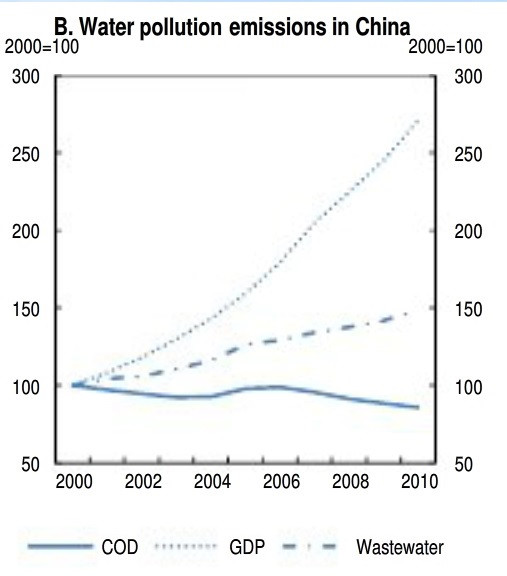 B. Water pollution emissions in China
2000=100 2000=100
300 300
250 250
200 200
150 150
100 100
50 50
2000 2002 2004 2006 2008 2010
COD GDP Wastewater